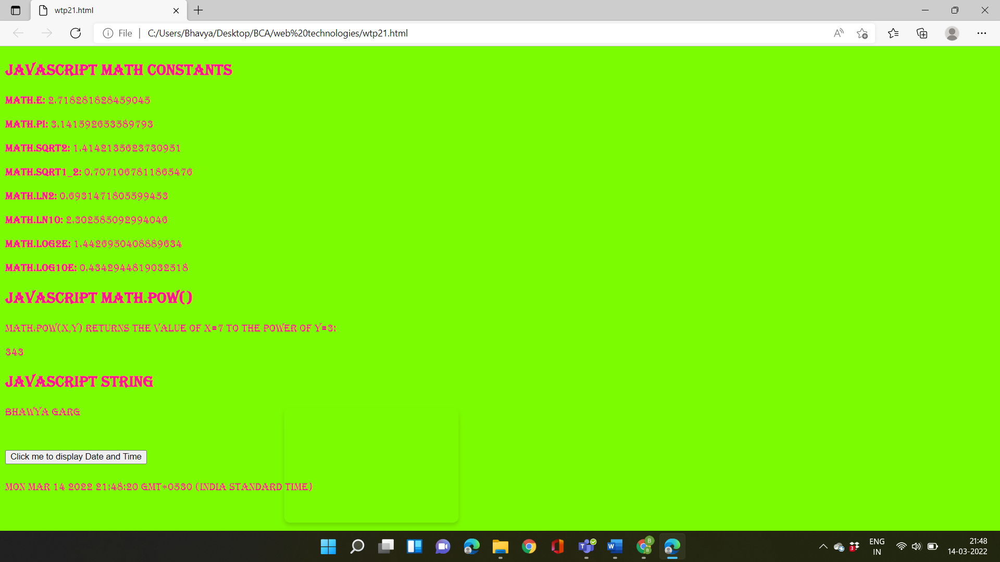 wtp21.html
File
C:/Users/Bhavya/Desktop/BCA/web%20technologies/wtp21.html
JAVASCRIPT MATH CONSTANTS
MATH.E: 2.718281828459045
MATH.PI: 3.141592653589793
MATH.SQRT2: 1.4142135623730951
MATH.SQRT1_2: 0.7071067811865476
MATH.LN2: 0.6931471805599453
MATH.LN10: 2.302585092994046
MATH.LOG2E: 1.4426950408889634
MATH.LOG10E: 0.4342944819032518
JAVASCRIPT MATH.POW()
MATH.POW(X,Y) RETURNS THE VALUE OF X=7 TO THE POWER OF Y=3:
343
JAVASCRIPT STRING
BHAWYA GARG
Click me to display Date and Time
MON MAR 14 2022 21:48:20 GMT+0530 (INDIA STANDARD TIME)
3
ENG
IN
21:48
14-03-2022